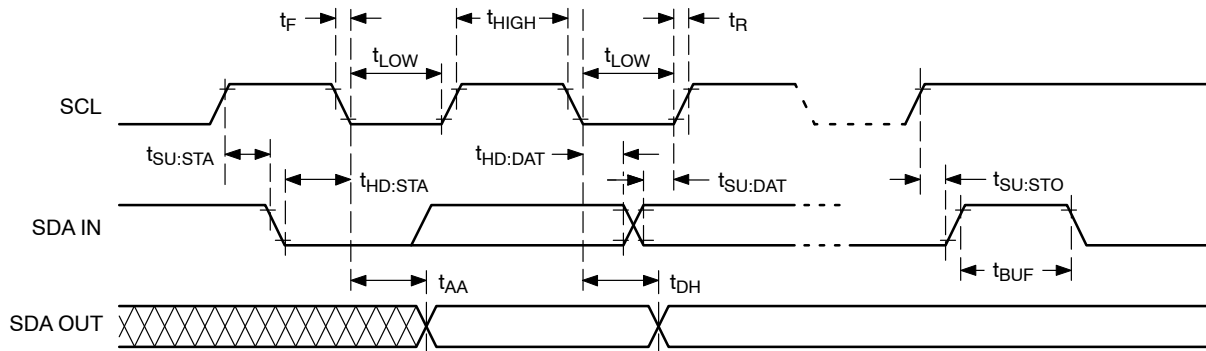 tF
tHIGH
tR
tLOW
tLOW
SCL
tSU:STA
tHD:DAT
tHD:STA
tSU:DAT
tSU:STO
SDA IN
tAA
tDH
tBUF
SDA OUT